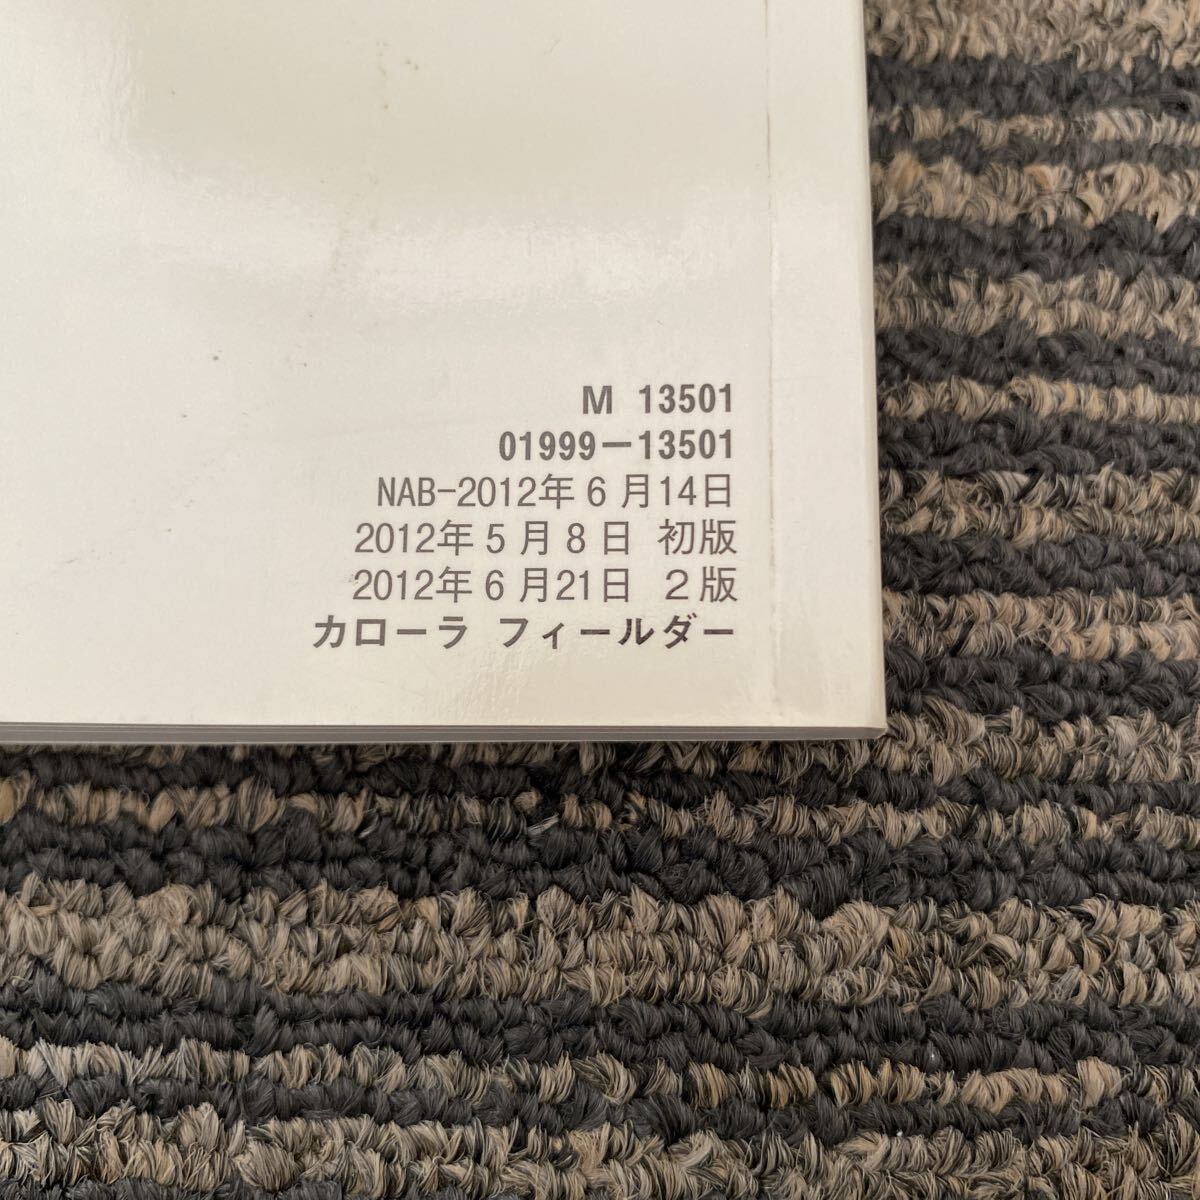 M 13501
01999－13501
NAB-2012年6月14日
2012年5月8日 初版
2012年6月21日 2版
カローラ フィールダー